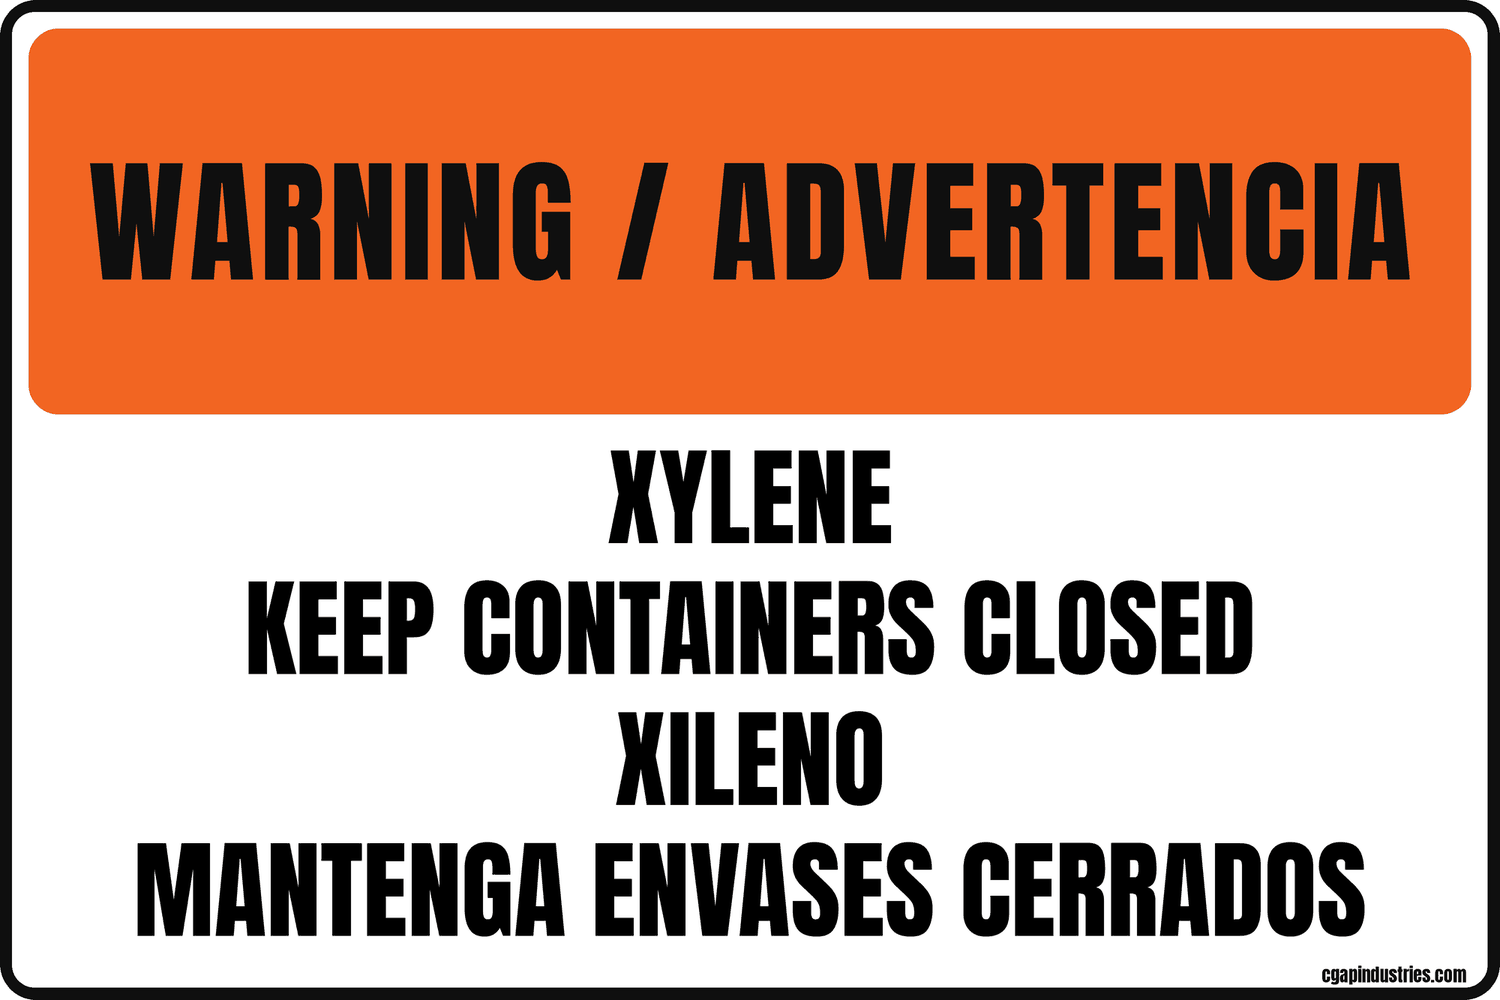 WARNING / ADVERTENCIA
XYLENE
KEEP CONTAINERS CLOSED
XILENO
MANTENGA ENVASES CERRADOS
cgapindustries.com